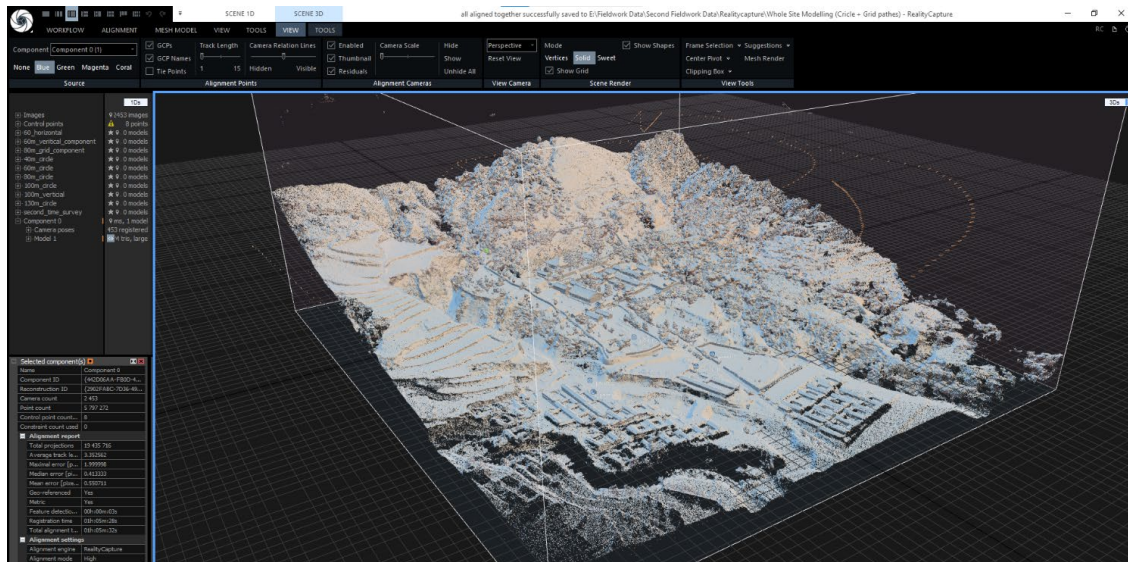 SCENE 1D SCENE 3D all aligned together successfully saved to E:\Fieldwork Data\Second Fieldwork Data\Realitycapture\Whole Site Modelling (Cricle + Grid pathes) - RealityCapture
WORKFLOW ALIGNMENT MESH MODEL VIEW TOOLS VIEW TOOLS RC
Component Component 0 (1) GCPs Track Length Camera Relation Lines Enabled Camera Scale Hide Perspective Mode Show Shapes Frame Selection Suggestions
GCP Names Thumbnail Show Reset View Vertices Solid Sweet Center Pivot Mesh Render
None Blue Green Magenta Coral Tie Points 1 15 Hidden Visible Residuals Unhide All Show Grid Clipping Box
Source Alignment Points Alignment Cameras View Camera Scene Render View Tools
1Ds 3Ds
Images 2453 images
Control points 8 points
60_horizontal 0 models
60m_veritical_component 0 models
80m_grid_component 0 models
40m_circle 0 models
60m_circle 0 models
80m_circle 0 models
100m_circle 0 models
100m_vertical 0 models
130m_circle 0 models
second_time_survey 0 models
Component 0 1 model
Camera poses 453 registered
Model 1 tris, large
Selected component(s)
Name Component 0
Component ID
Reconstruction ID
Camera count 2 453
Point count 5 797 272
Control point count... 8
Constraint count used 0
Alignment report
Total projections 19 435 716
Average track le... 3.352562
Maximal error [p... 1.999998
Median error [pi... 0.413333
Mean error [pixe... 0.550711
Geo-referenced Yes
Metric Yes
Feature detectio... 00h:00m:03s
Registration time 01h:05m:28s
Total alignment t... 01h:05m:32s
Alignment settings
Alignment engine RealityCapture
Alignment mode High